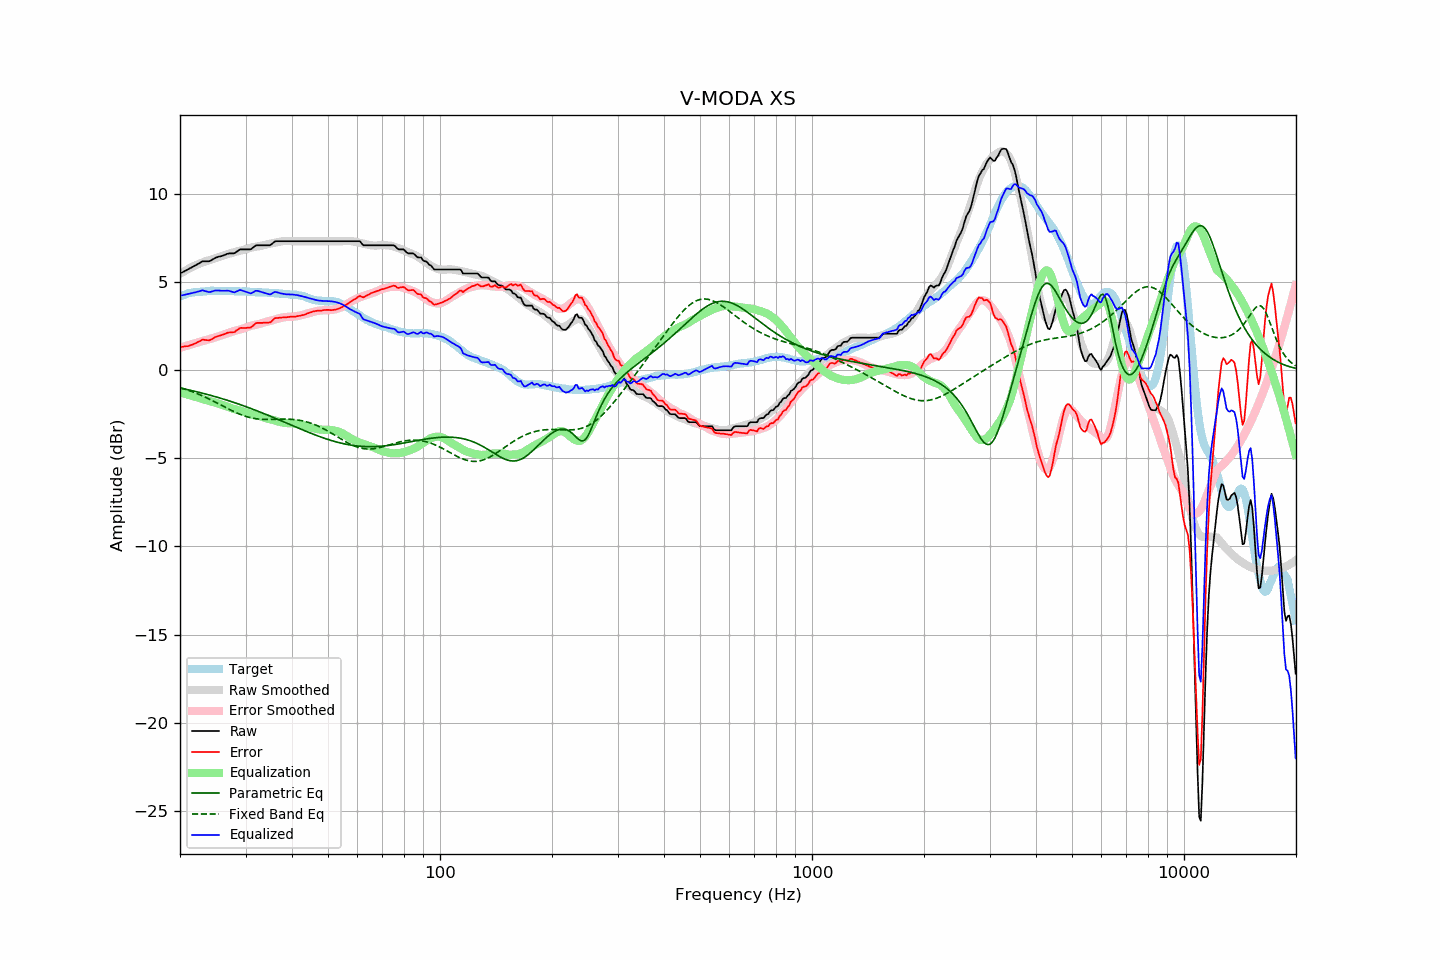 V-MODA XS
Amplitude (dBr)
10
5
0
−5
−10
−15
−20
−25
Target
Raw Smoothed
Error Smoothed
Raw
Error
Equalization
Parametric Eq
Fixed Band Eq
Equalized
100
1000
10000
Frequency (Hz)